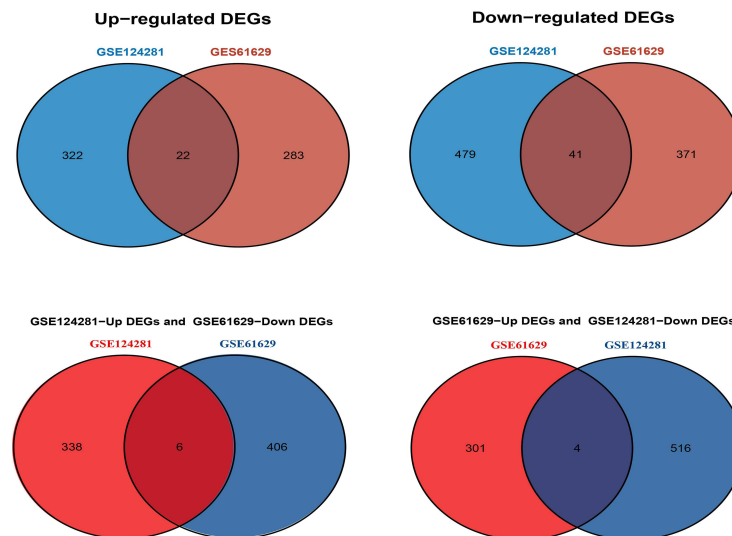 Up−regulated DEGs
GSE124281 GES61629
322 22 283
Down−regulated DEGs
GSE124281 GSE61629
479 41 371
GSE124281−Up DEGs and GSE61629−Down DEGs
GSE124281 GSE61629
338 6 406
GSE61629−Up DEGs and GSE124281−Down DEGs
GSE61629 GSE124281
301 4 516